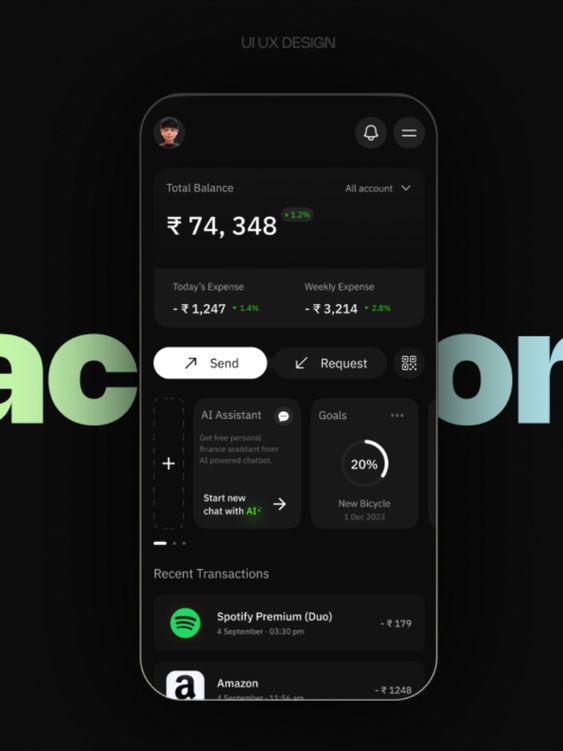 UI UX DESIGN
Total Balance
All account
₹ 74, 348
+ 1.2%
Today's Expense
Weekly Expense
- ₹ 1,247
1.4%
- ₹ 3,214
2.8%
ac
or
Send
Request
AI Assistant
Get free personal
finance assistant from
AI powered chatbot.
Start new
chat with AI
Goals
20%
New Bicycle
1 Dec 2023
Recent Transactions
Spotify Premium (Duo)
4 September · 03:30 pm
- ₹ 179
a
Amazon
4 September · 11:56 am
- ₹ 1248